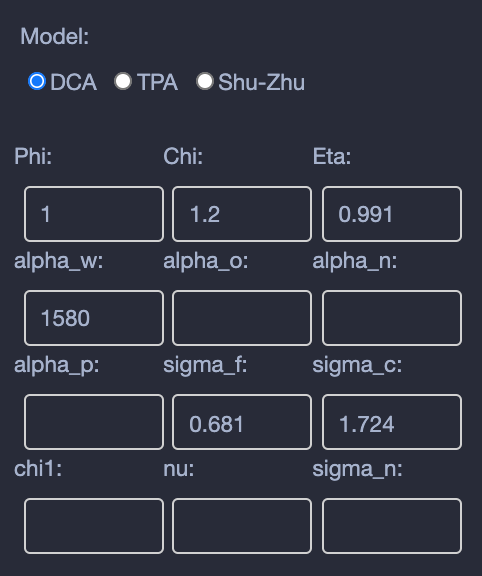 Model:
DCA TPA Shu-Zhu
Phi: Chi: Eta:
1 1.2 0.991
alpha_w: alpha_o: alpha_n:
1580
alpha_p: sigma_f: sigma_c:
0.681 1.724
chi1: nu: sigma_n: